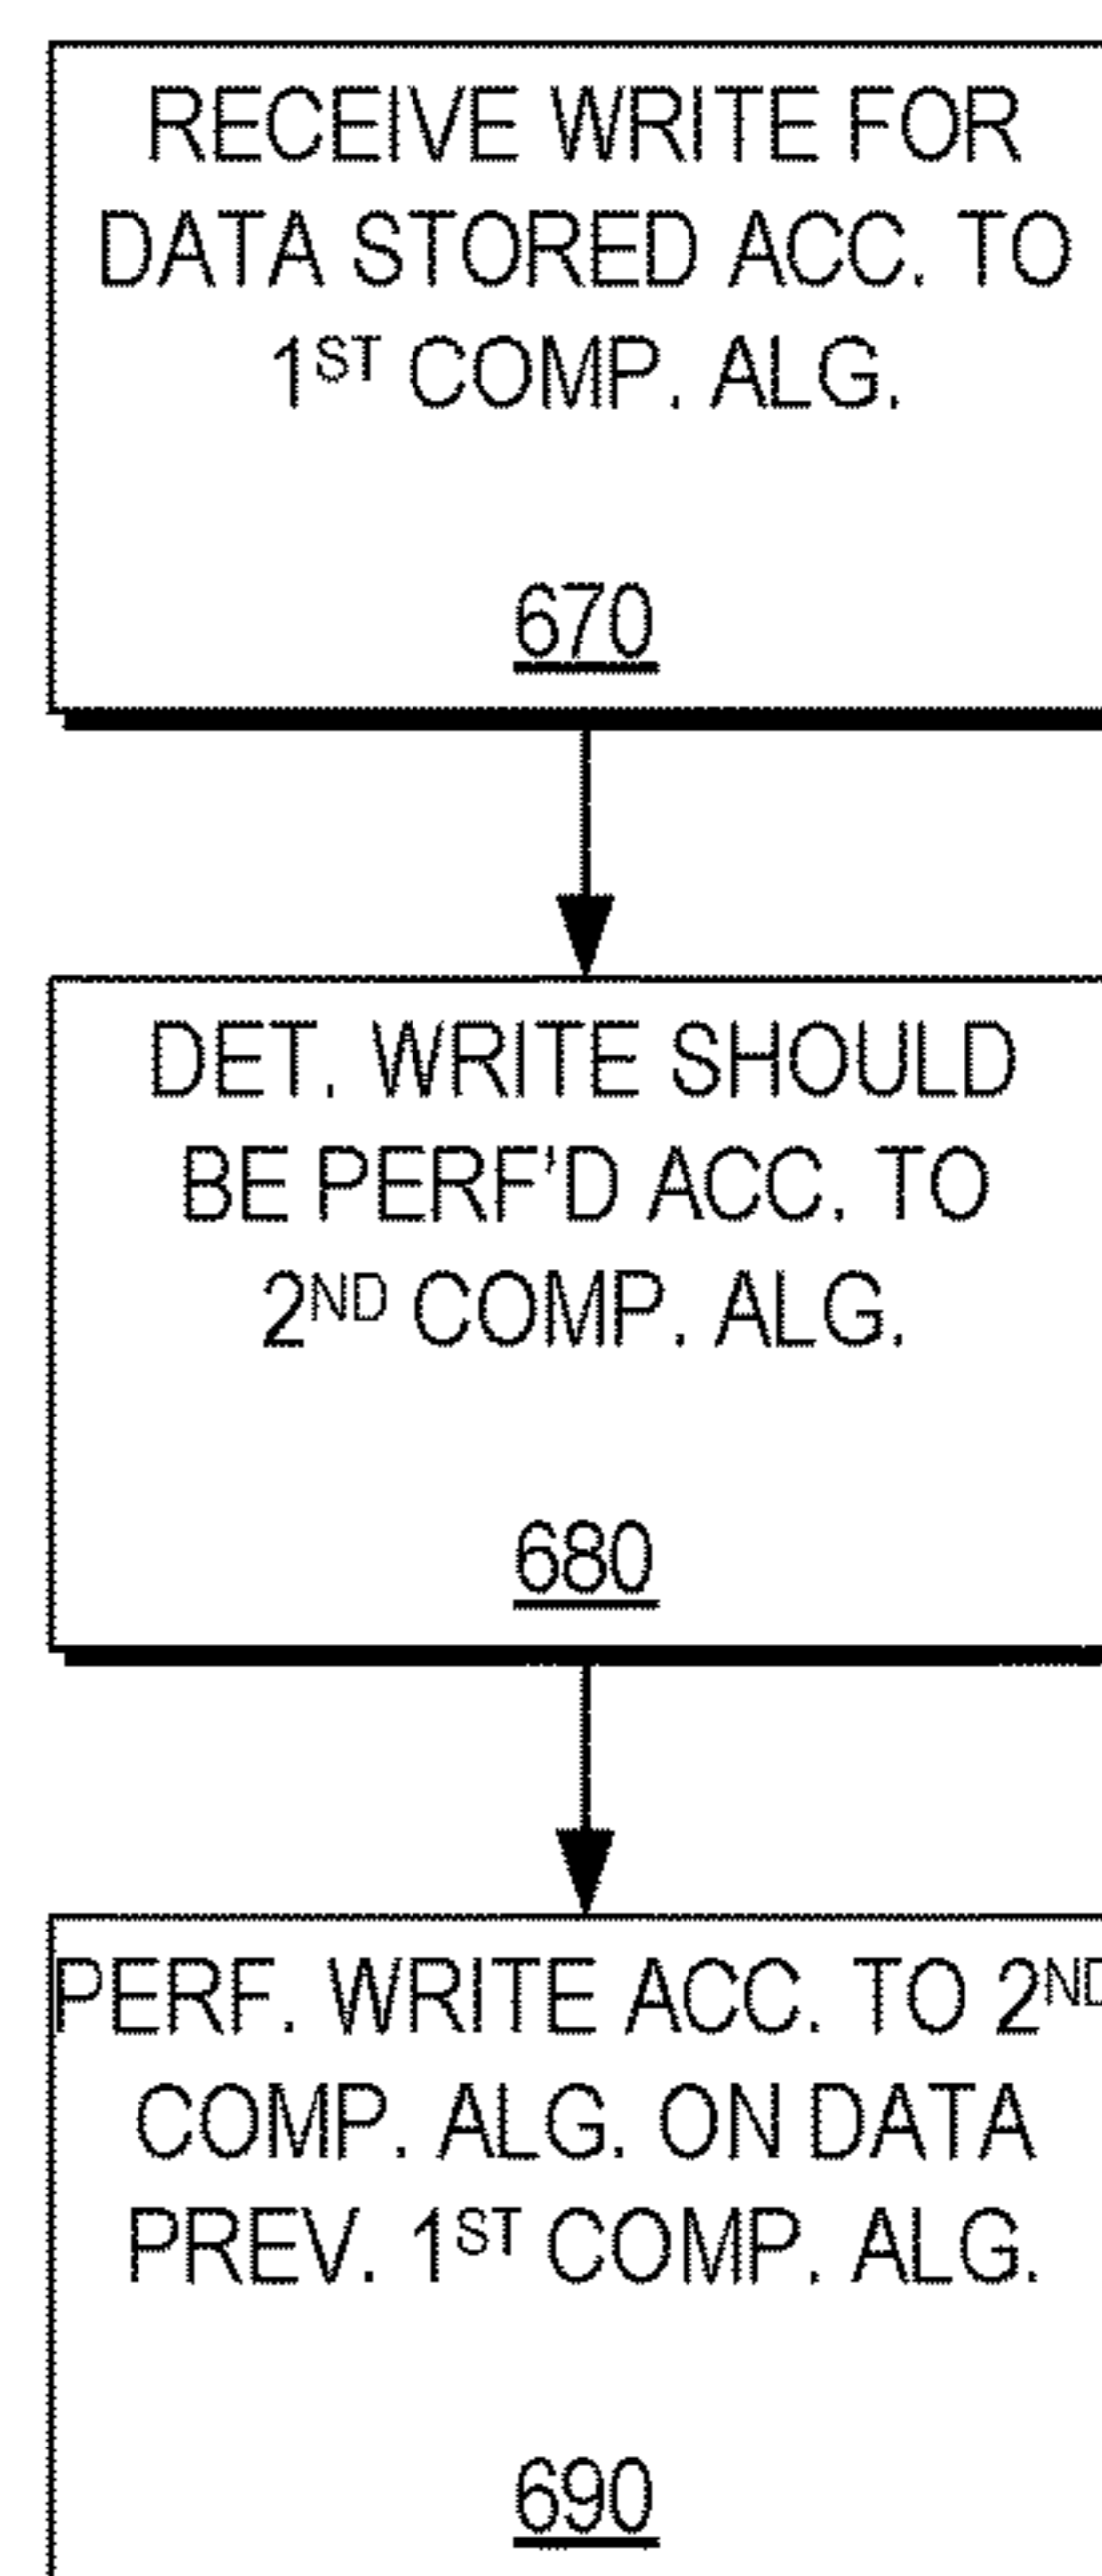 RECEIVE WRITE FOR
DATA STORED ACC. TO
1ST COMP. ALG.
670
DET. WRITE SHOULD
BE PERF'D ACC. TO
2ND COMP. ALG.
680
PERF. WRITE ACC. TO 2ND
COMP. ALG. ON DATA
PREV. 1ST COMP. ALG.
690